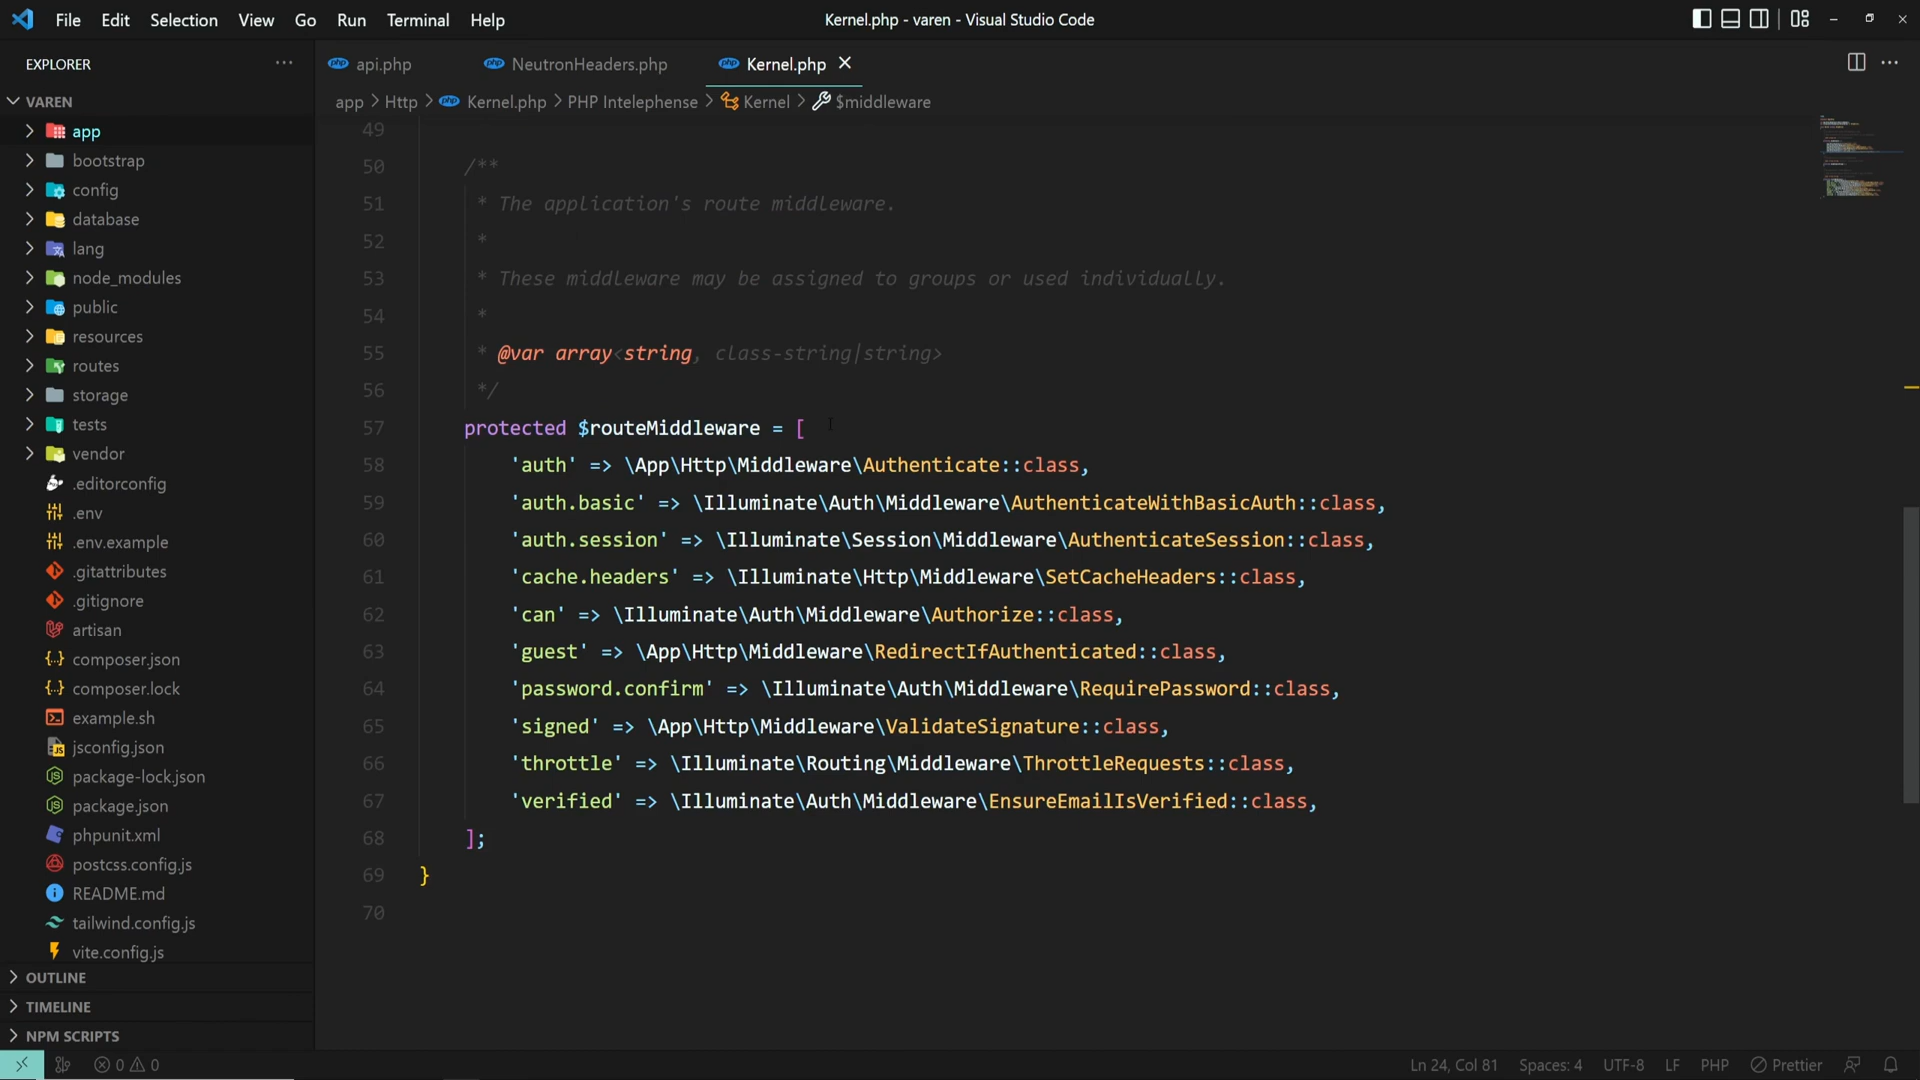 File Edit Selection View Go Run Terminal Help
Kernel.php - varen - Visual Studio Code
EXPLORER
VAREN
app
bootstrap
config
database
lang
node_modules
public
resources
routes
storage
tests
vendor
.editorconfig
.env
.env.example
.gitattributes
.gitignore
artisan
composer.json
composer.lock
example.sh
jsconfig.json
package-lock.json
package.json
phpunit.xml
postcss.config.js
README.md
tailwind.config.js
vite.config.js
OUTLINE
TIMELINE
NPM SCRIPTS
php api.php php NeutronHeaders.php php Kernel.php
app > Http > php Kernel.php > PHP Intelephense > Kernel > $middleware
49
50 /**
51 * The application's route middleware.
52 *
53 * These middleware may be assigned to groups or used individually.
54 *
55 * @var array<string, class-string|string>
56 */
57 protected $routeMiddleware = [
58 'auth' => \App\Http\Middleware\Authenticate::class,
59 'auth.basic' => \Illuminate\Auth\Middleware\AuthenticateWithBasicAuth::class,
60 'auth.session' => \Illuminate\Session\Middleware\AuthenticateSession::class,
61 'cache.headers' => \Illuminate\Http\Middleware\SetCacheHeaders::class,
62 'can' => \Illuminate\Auth\Middleware\Authorize::class,
63 'guest' => \App\Http\Middleware\RedirectIfAuthenticated::class,
64 'password.confirm' => \Illuminate\Auth\Middleware\RequirePassword::class,
65 'signed' => \App\Http\Middleware\ValidateSignature::class,
66 'throttle' => \Illuminate\Routing\Middleware\ThrottleRequests::class,
67 'verified' => \Illuminate\Auth\Middleware\EnsureEmailIsVerified::class,
68 ];
69 }
70
0 0
Ln 24, Col 81 Spaces: 4 UTF-8 LF PHP Prettier